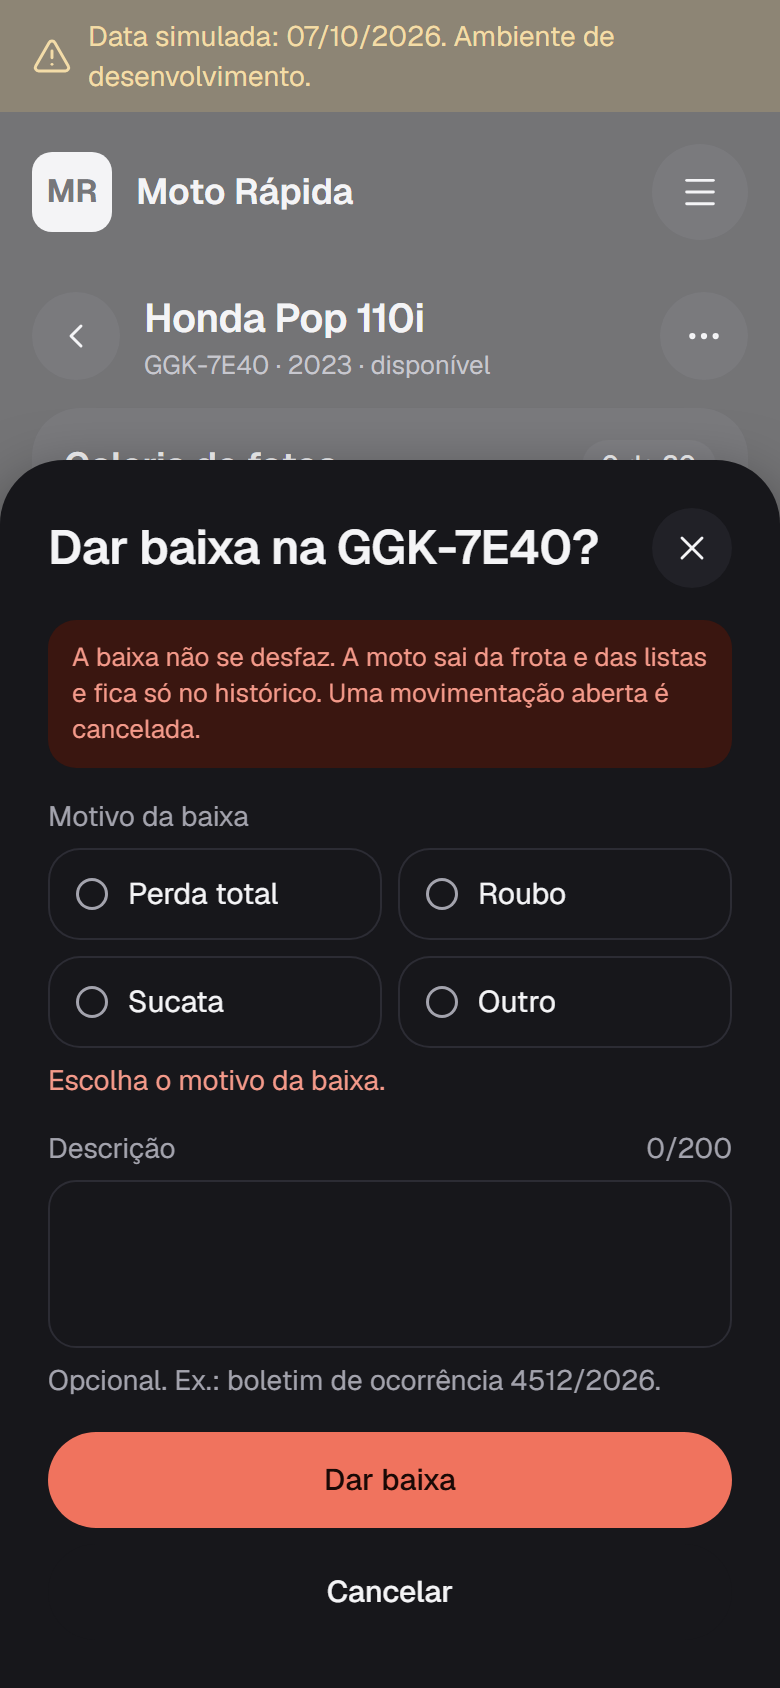 Data simulada: 07/10/2026. Ambiente de
desenvolvimento.
MR
Moto Rápida
Honda Pop 110i
GGK-7E40 · 2023 · disponível
Galeria de fotos
Dar baixa na GGK-7E40?
A baixa não se desfaz. A moto sai da frota e das listas
e fica só no histórico. Uma movimentação aberta é
cancelada.
Motivo da baixa
Perda total
Roubo
Sucata
Outro
Escolha o motivo da baixa.
Descrição
0/200
Opcional. Ex.: boletim de ocorrência 4512/2026.
Dar baixa
Cancelar